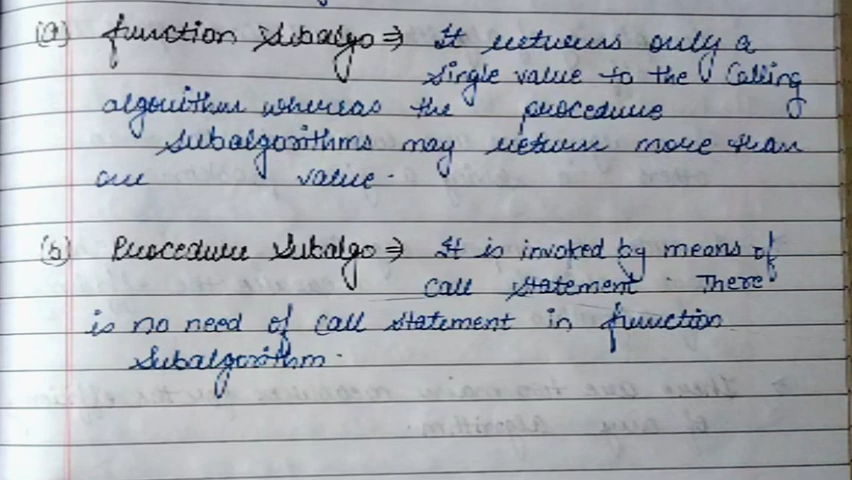 (a) function Subalgo ⇒ It returns only a
single value to the calling
algorithm whereas the procedure
subalgorithms may return more than
one value.
(b) Procedure Subalgo ⇒ It is invoked by means of
call statement. There
is no need of call statement in function
Subalgorithm.